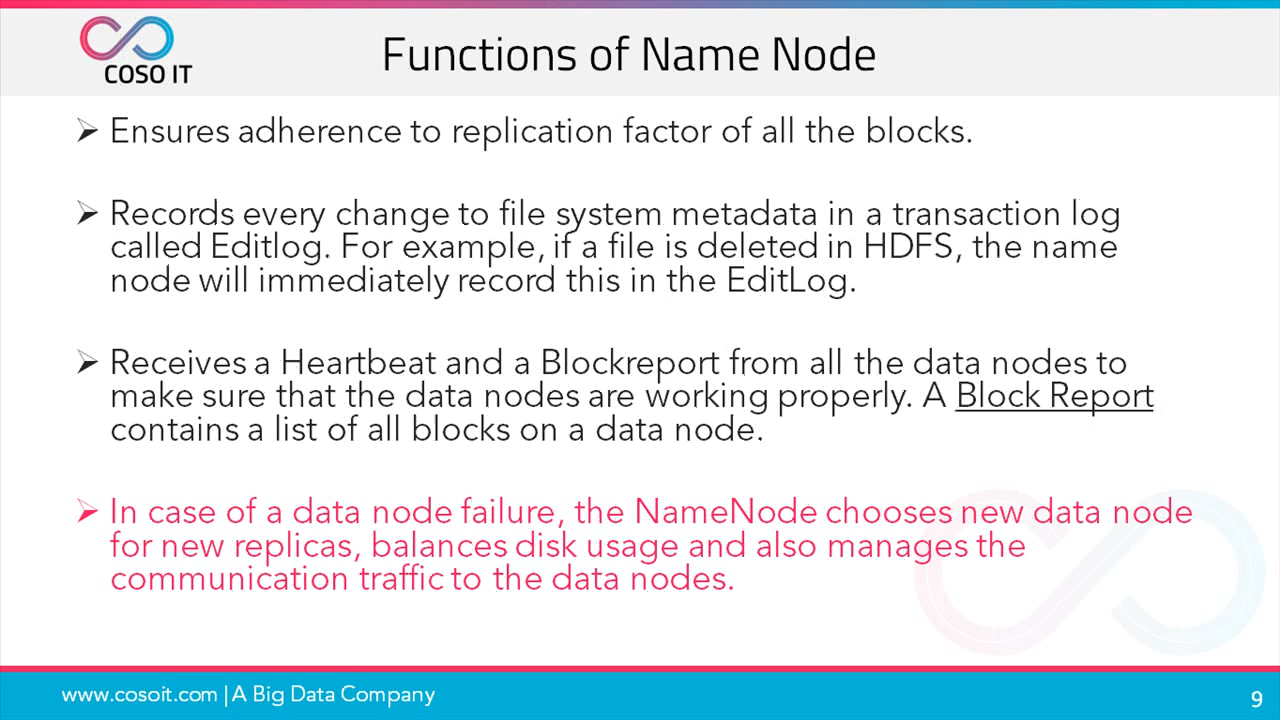 COSO IT
Functions of Name Node
➢ Ensures adherence to replication factor of all the blocks.
➢ Records every change to file system metadata in a transaction log
called Editlog. For example, if a file is deleted in HDFS, the name
node will immediately record this in the EditLog.
➢ Receives a Heartbeat and a Blockreport from all the data nodes to
make sure that the data nodes are working properly. A Block Report
contains a list of all blocks on a data node.
➢ In case of a data node failure, the NameNode chooses new data node
for new replicas, balances disk usage and also manages the
communication traffic to the data nodes.
www.cosoit.com | A Big Data Company
9